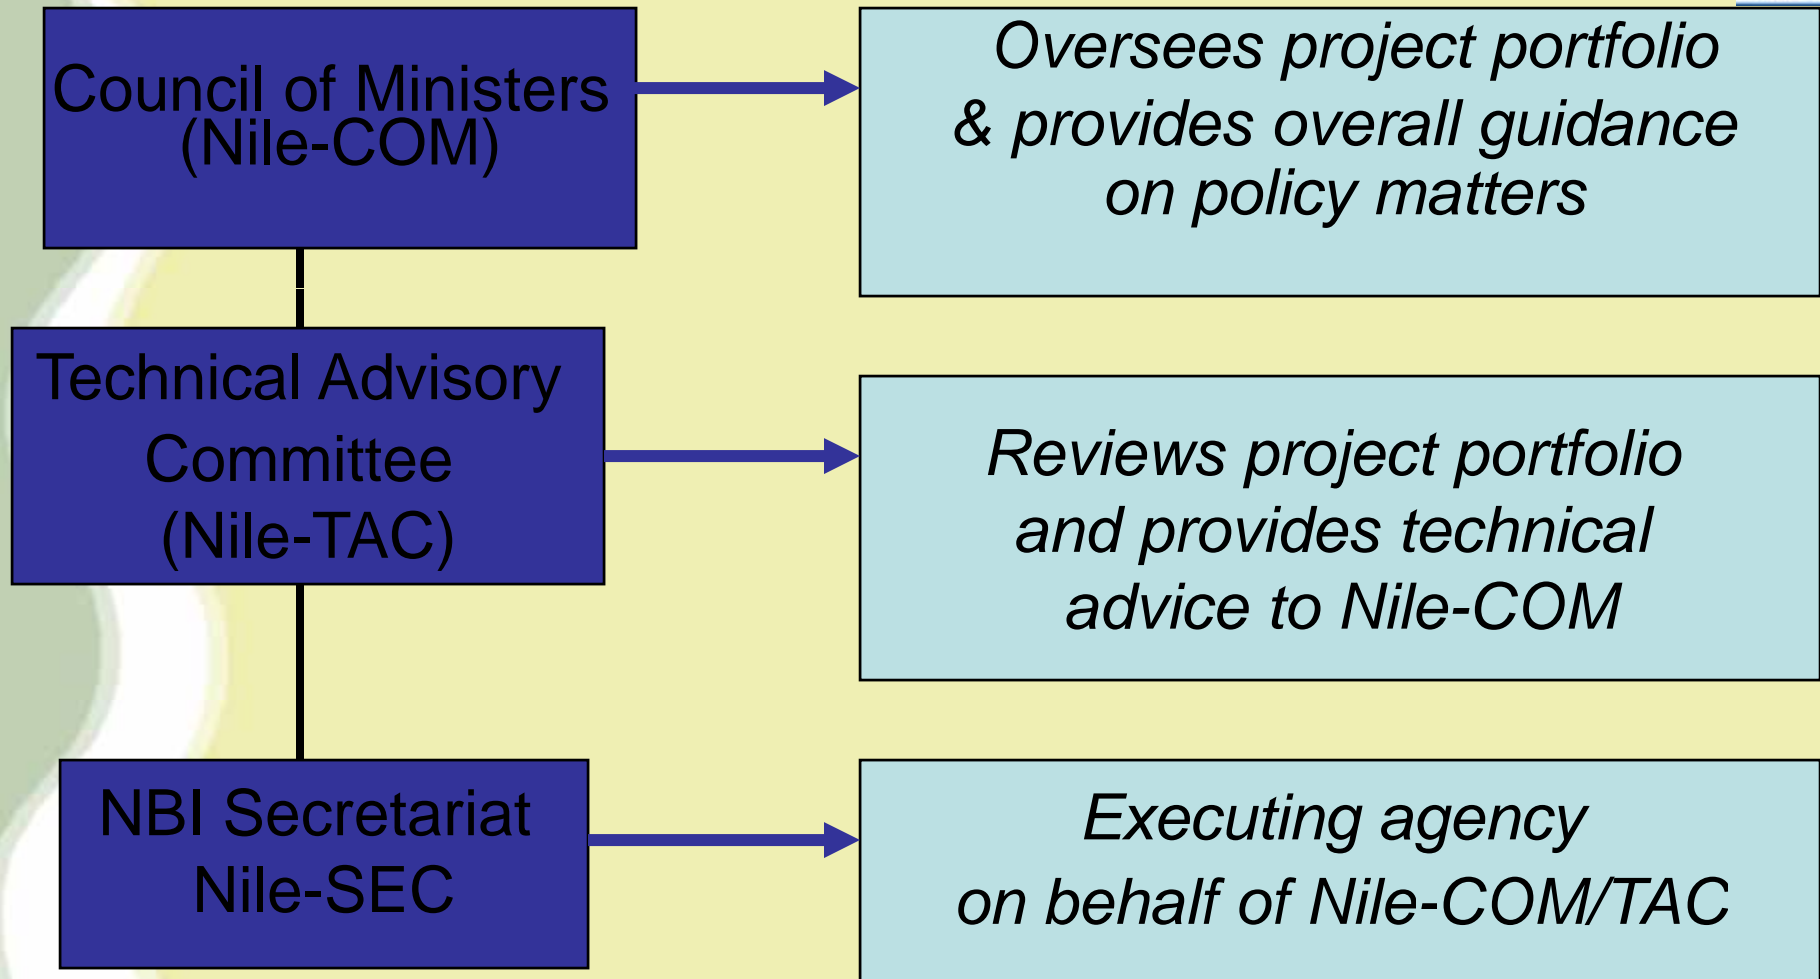 Council of Ministers
(Nile-COM)
Oversees project portfolio
& provides overall guidance
on policy matters
Technical Advisory
Committee
(Nile-TAC)
Reviews project portfolio
and provides technical
advice to Nile-COM
NBI Secretariat
Nile-SEC
Executing agency
on behalf of Nile-COM/TAC